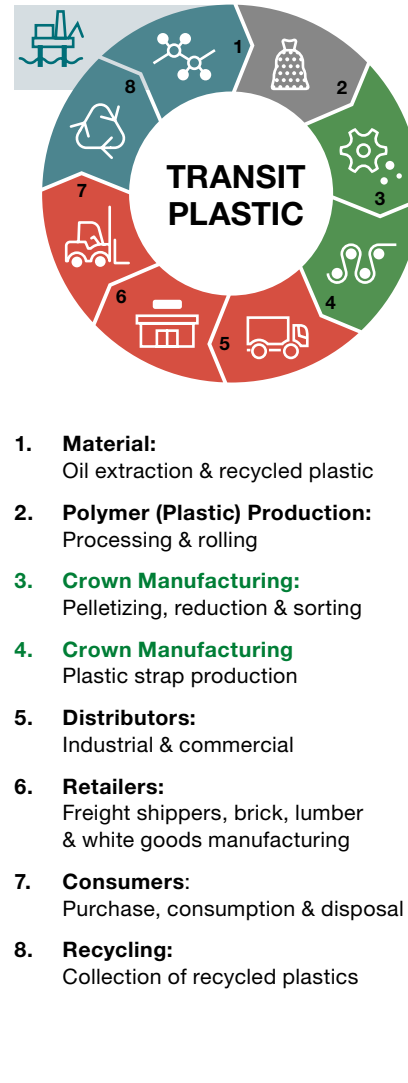 1
8
2
TRANSIT
PLASTIC
7
3
6
4
5
1. Material:
Oil extraction & recycled plastic
2. Polymer (Plastic) Production:
Processing & rolling
3. Crown Manufacturing:
Pelletizing, reduction & sorting
4. Crown Manufacturing
Plastic strap production
5. Distributors:
Industrial & commercial
6. Retailers:
Freight shippers, brick, lumber
& white goods manufacturing
7. Consumers:
Purchase, consumption & disposal
8. Recycling:
Collection of recycled plastics